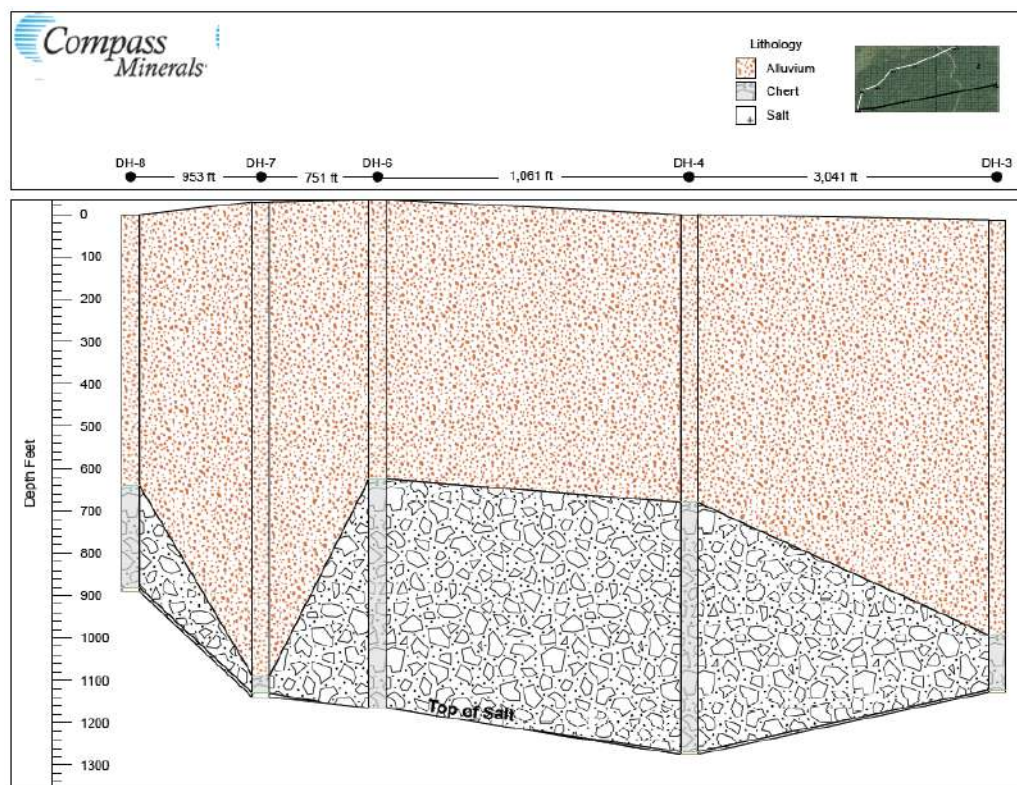 Compass
Minerals
Lithology
Alluvium
Chert
Salt
DH-8 DH-7 DH-6 DH-4 DH-3
953 ft 751 ft 1,061 ft 3,041 ft
0
100
200
300
400
500
600
700
800
900
1000
1100
1200
1300
Depth Feet
Top of Salt